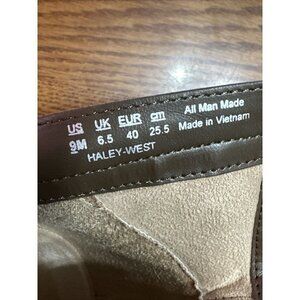 US UK EUR cm All Man Made
9M 6.5 40 25.5 Made in Vietnam
HALEY-WEST